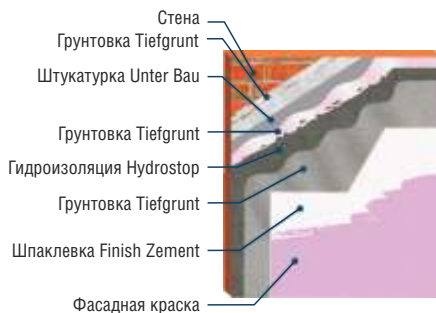 Стена
Грунтовка Tiefgrunt
Штукатурка Unter Bau
Грунтовка Tiefgrunt
Гидроизоляция Hydrostop
Грунтовка Tiefgrunt
Шпаклевка Finish Zement
Фасадная краска